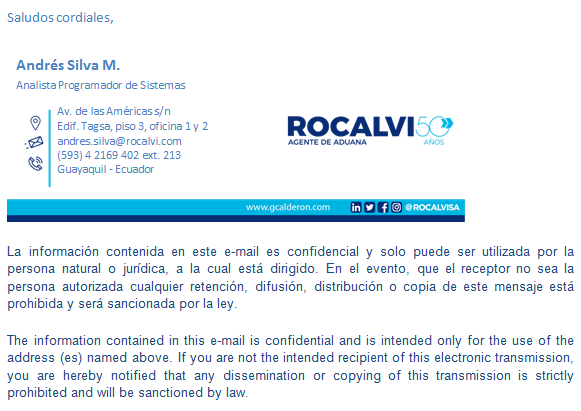 Saludos cordiales,
Andrés Silva M.
Analista Programador de Sistemas
Av. de las Américas s/n
Edif. Tagsa, piso 3, oficina 1 y 2
andres.silva@rocalvi.com
(593) 4 2169 402 ext. 213
Guayaquil - Ecuador
ROCALVI 50
AGENTE DE ADUANA AÑOS
www.gcalderon.com in f @ROCALVISA
La información contenida en este e-mail es confidencial y solo puede ser utilizada por la
persona natural o jurídica, a la cual está dirigido. En el evento, que el receptor no sea la
persona autorizada cualquier retención, difusión, distribución o copia de este mensaje está
prohibida y será sancionada por la ley.
The information contained in this e-mail is confidential and is intended only for the use of the
address (es) named above. If you are not the intended recipient of this electronic transmission,
you are hereby notified that any dissemination or copying of this transmission is strictly
prohibited and will be sanctioned by law.